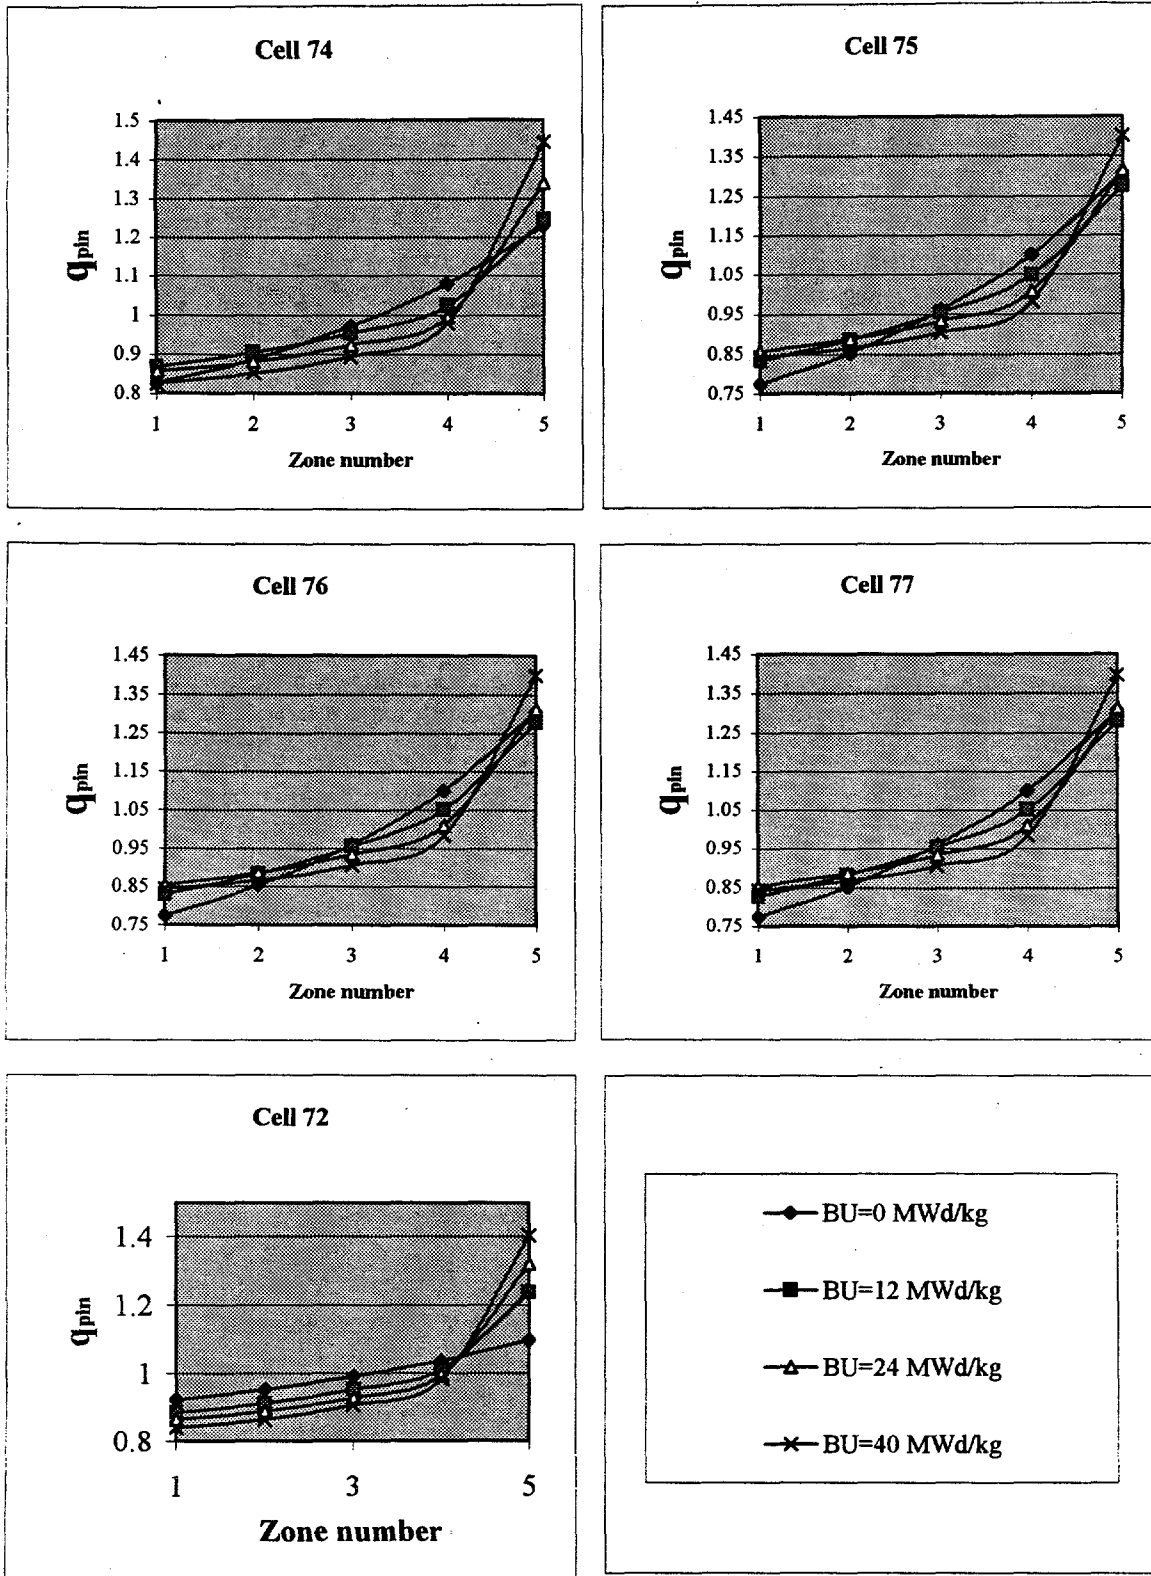 Cell 74
1.5
1.4
1.3
1.2
1.1
1
0.9
0.8
qpin
1 2 3 4 5
Zone number
Cell 75
1.45
1.35
1.25
1.15
1.05
0.95
0.85
0.75
qpin
1 2 3 4 5
Zone number
Cell 76
1.45
1.35
1.25
1.15
1.05
0.95
0.85
0.75
qpin
1 2 3 4 5
Zone number
Cell 77
1.45
1.35
1.25
1.15
1.05
0.95
0.85
0.75
qpin
1 2 3 4 5
Zone number
Cell 72
1.4
1.2
1
0.8
qpin
1 3 5
Zone number
BU=0 MWd/kg
BU=12 MWd/kg
BU=24 MWd/kg
BU=40 MWd/kg